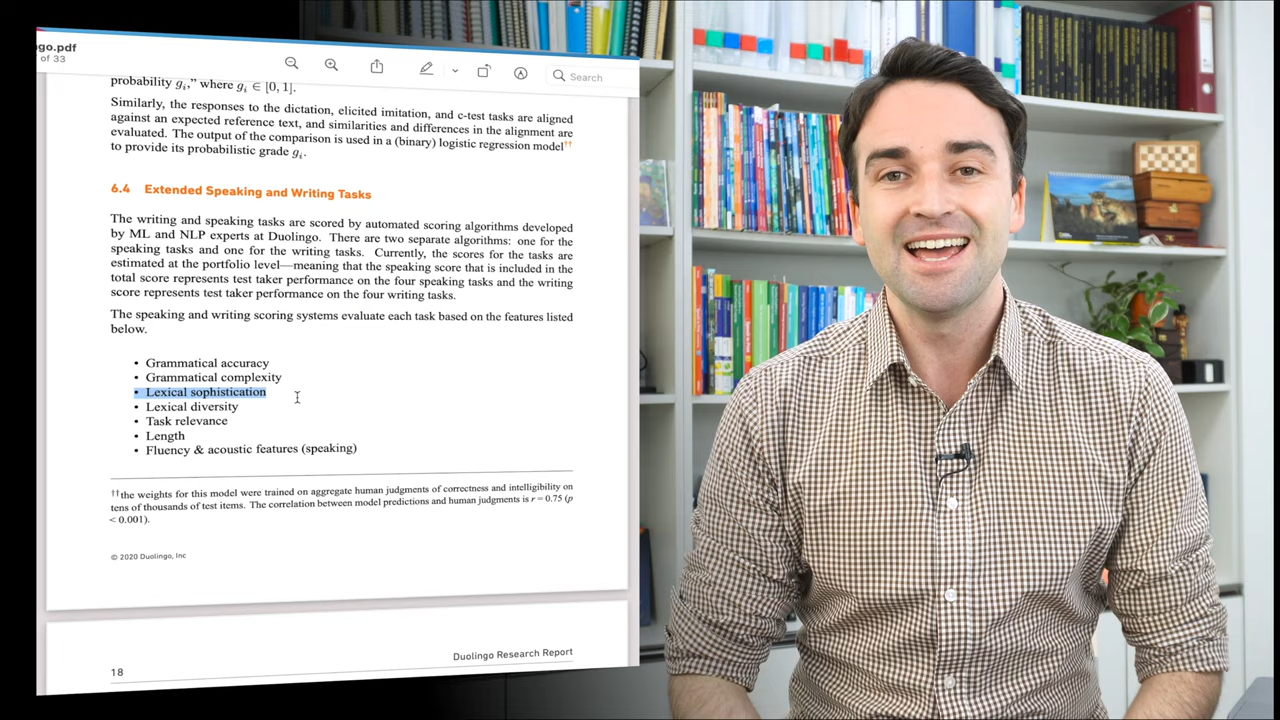 go.pdf
of 33
Search
probability gᵢ,” where gᵢ ∈ [0, 1].
Similarly, the responses to the dictation, elicited imitation, and c-test tasks are aligned
against an expected reference text, and similarities and differences in the alignment are
evaluated. The output of the comparison is used in a (binary) logistic regression model††
to provide its probabilistic grade gᵢ.
6.4 Extended Speaking and Writing Tasks
The writing and speaking tasks are scored by automated scoring algorithms developed
by ML and NLP experts at Duolingo. There are two separate algorithms: one for the
speaking tasks and one for the writing tasks. Currently, the scores for the tasks are
estimated at the portfolio level—meaning that the speaking score that is included in the
total score represents test taker performance on the four speaking tasks and the writing
score represents test taker performance on the four writing tasks.
The speaking and writing scoring systems evaluate each task based on the features listed
below.
• Grammatical accuracy
• Grammatical complexity
• Lexical sophistication
• Lexical diversity
• Task relevance
• Length
• Fluency & acoustic features (speaking)
††the weights for this model were trained on aggregate human judgments of correctness and intelligibility on
tens of thousands of test items. The correlation between model predictions and human judgments is r = 0.75 (p
< 0.001).
© 2020 Duolingo, Inc
18
Duolingo Research Report